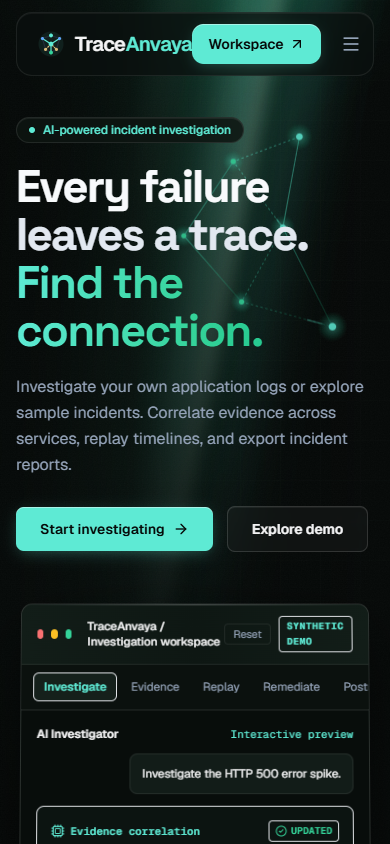 TraceAnvaya
Workspace
AI-powered incident investigation
Every failure
leaves a trace.
Find the
connection.
Investigate your own application logs or explore
sample incidents. Correlate evidence across
services, replay timelines, and export incident
reports.
Start investigating
Explore demo
TraceAnvaya /
Investigation workspace
Reset
SYNTHETIC
DEMO
Investigate
Evidence
Replay
Remediate
Post
AI Investigator
Interactive preview
Investigate the HTTP 500 error spike.
Evidence correlation
UPDATED